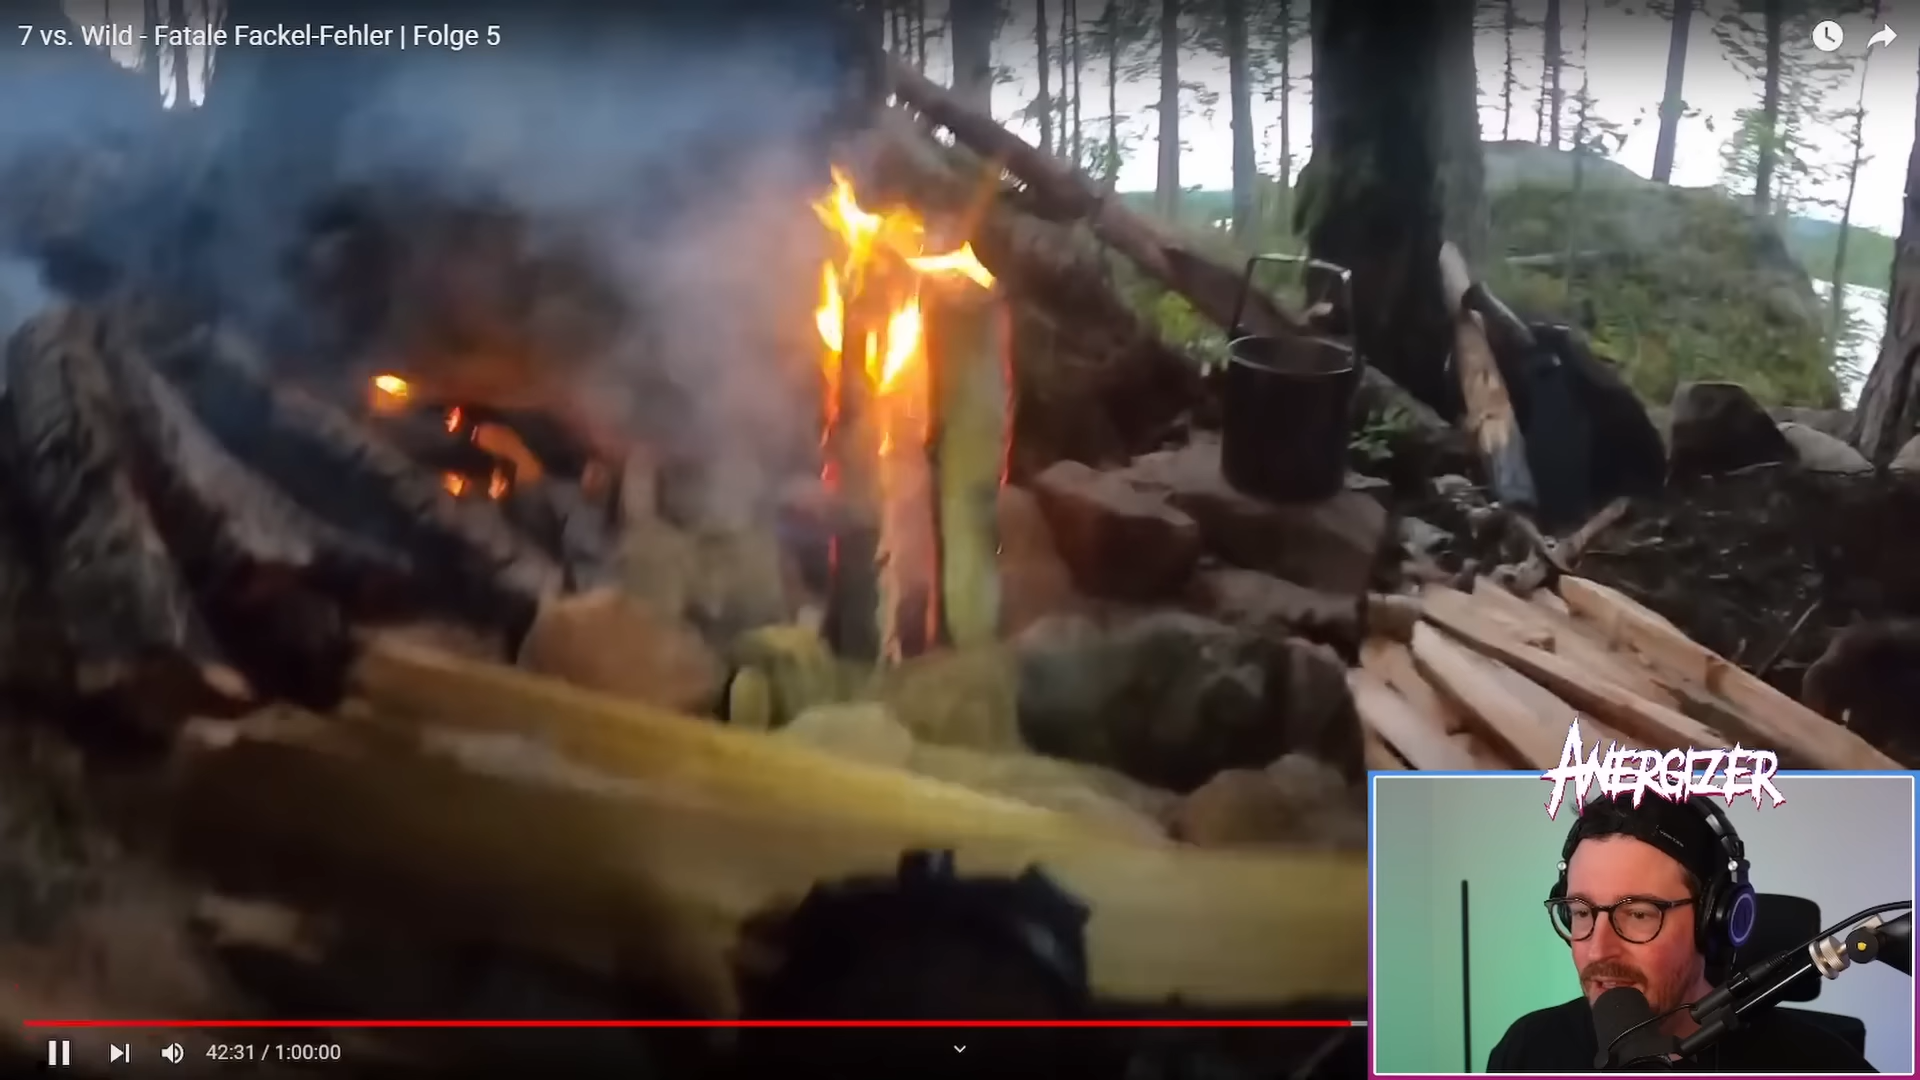 7 vs. Wild - Fatale Fackel-Fehler | Folge 5
ANERGIZER
42:31 / 1:00:00